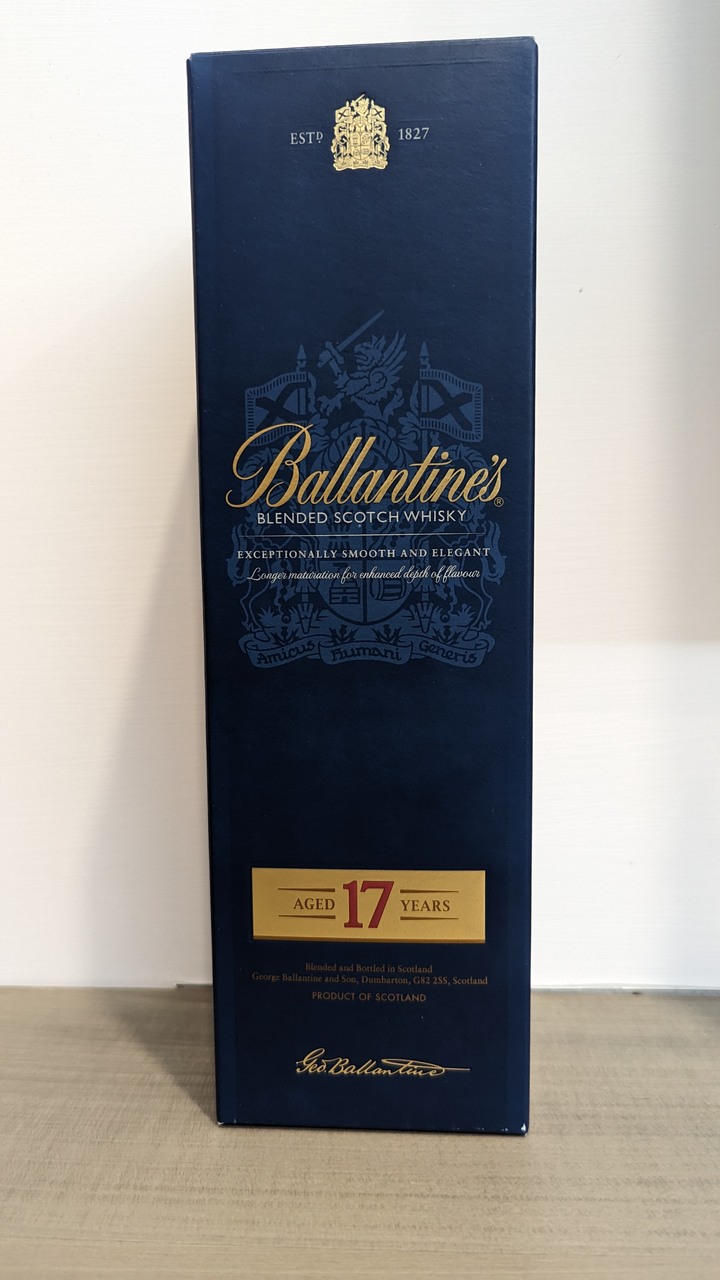 ESTD 1827
Ballantine's®
BLENDED SCOTCH WHISKY
EXCEPTIONALLY SMOOTH AND ELEGANT
Longer maturation for enhanced depth of flavour
Amicus Humani Generis
AGED 17 YEARS
Blended and Bottled in Scotland
George Ballantine and Son, Dumbarton, G82 2SS, Scotland
PRODUCT OF SCOTLAND
Geo. Ballantine